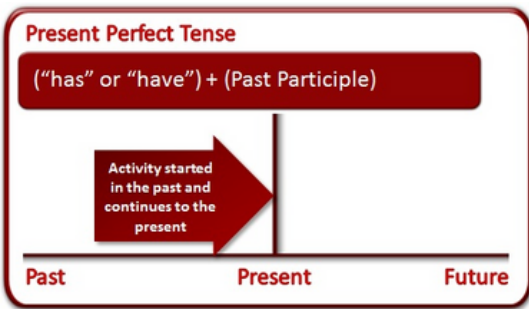 Present Perfect Tense
(“has” or “have”) + (Past Participle)
Activity started
in the past and
continues to the
present
Past Present Future